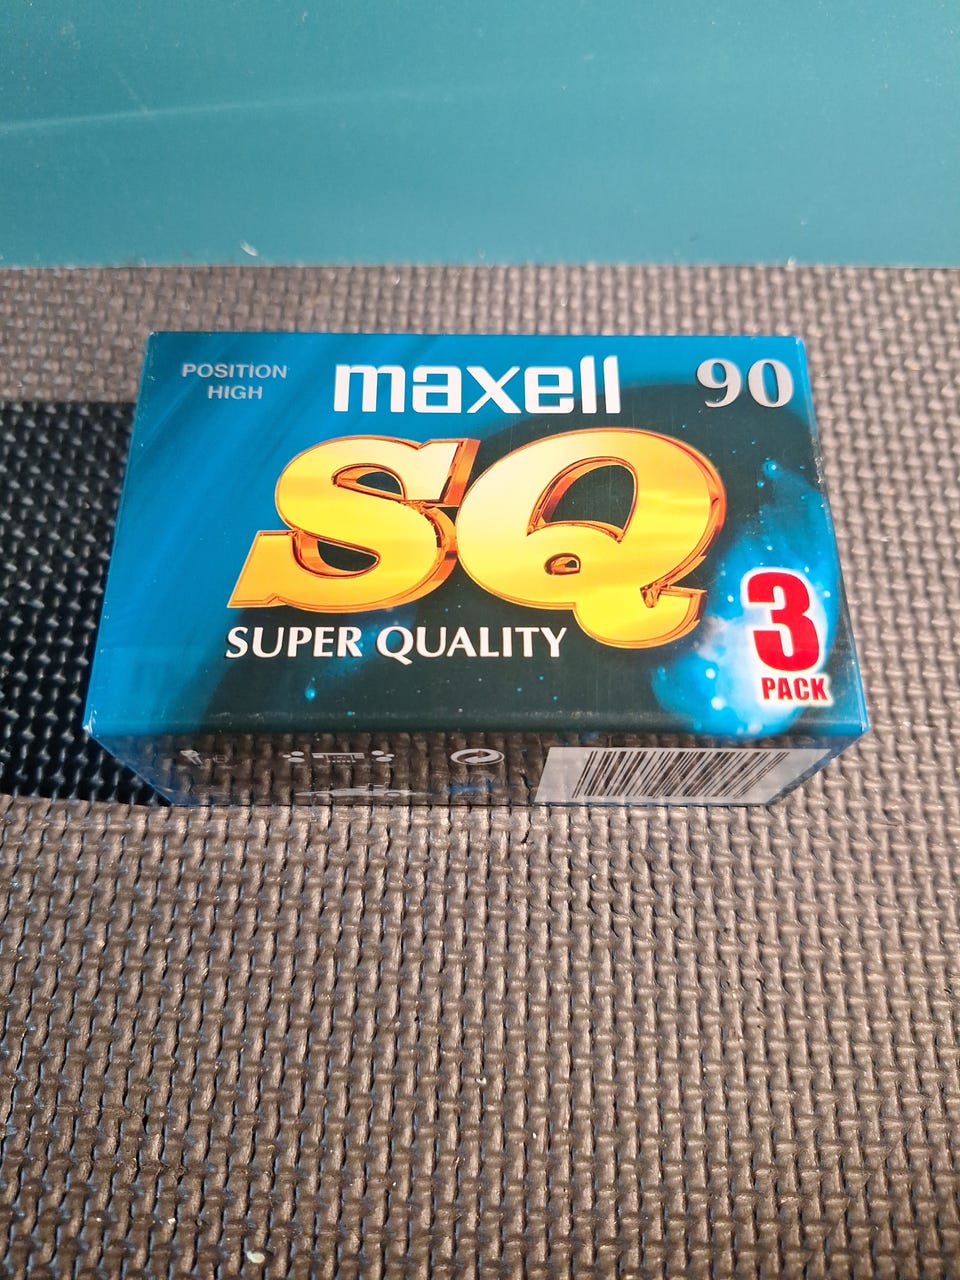 POSITION
HIGH
maxell
90
SQ
SUPER QUALITY
3
PACK